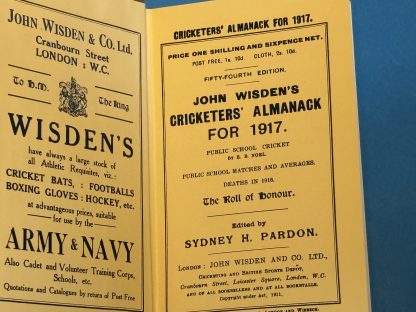 JOHN WISDEN & CO. Ltd.
Cranbourn Street
LONDON : W.C.
To H.M. The King
WISDEN'S
have always a large stock of
all Athletic Requisites, viz.:
CRICKET BATS, : FOOTBALLS
BOXING GLOVES : HOCKEY, etc.
at advantageous prices, suitable
for use by the
ARMY & NAVY
Also Cadet and Volunteer Training Corps,
Schools, etc.
Quotations and Catalogues by return of Post Free
CRICKETERS' ALMANACK FOR 1917.
PRICE ONE SHILLING AND SIXPENCE NET.
POST FREE, 1s. 10d CLOTH, 2s. 10d.
FIFTY-FOURTH EDITION.
JOHN WISDEN'S
CRICKETERS' ALMANACK
FOR 1917.
PUBLIC SCHOOL CRICKET
BY E. B. NOEL.
PUBLIC SCHOOL MATCHES AND AVERAGES.
DEATHS IN 1916.
The Roll of Honour.
Edited by
SYDNEY H. PARDON.
LONDON: JOHN WISDEN AND CO., LTD.,
CRICKETING AND BRITISH SPORTS DEPÔT,
Cranbourn Street, Leicester Square, London, W.C.
AND OF ALL BOOKSELLERS AND AT ALL BOOKSTALLS.
Copyright under Act, 1911.